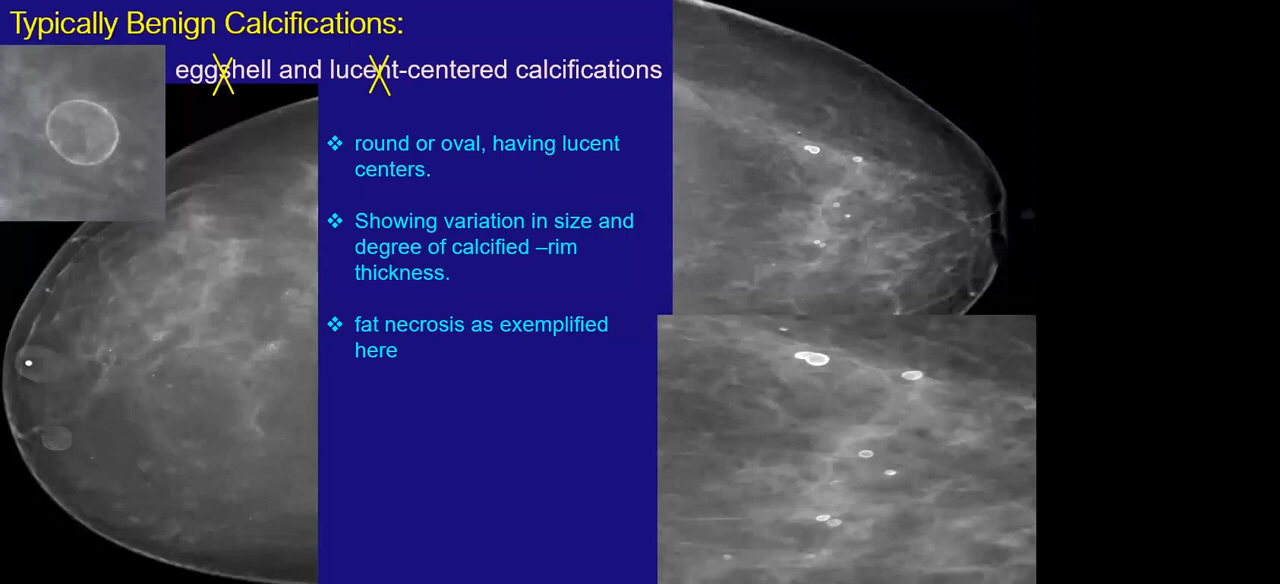 Typically Benign Calcifications:
eggshell and lucent-centered calcifications
❖ round or oval, having lucent
centers.
❖ Showing variation in size and
degree of calcified –rim
thickness.
❖ fat necrosis as exemplified
here